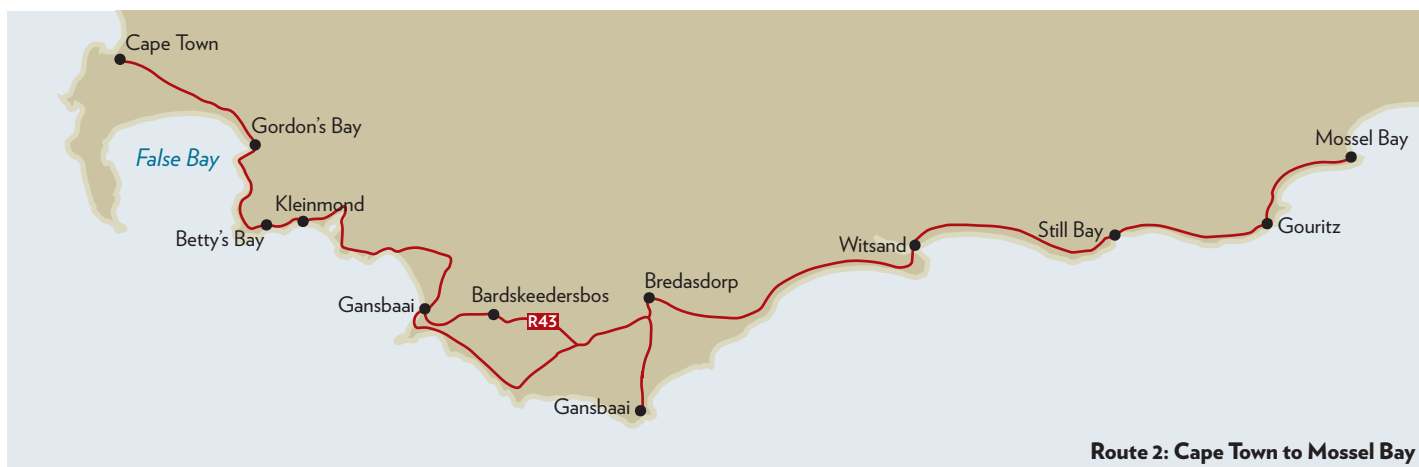 Cape Town
Gordon's Bay
False Bay
Mossel Bay
Kleinmond
Betty's Bay
Still Bay
Gouritz
Witsand
Bredasdorp
Bardskeedersbos
Gansbaai
R43
Gansbaai
Route 2: Cape Town to Mossel Bay